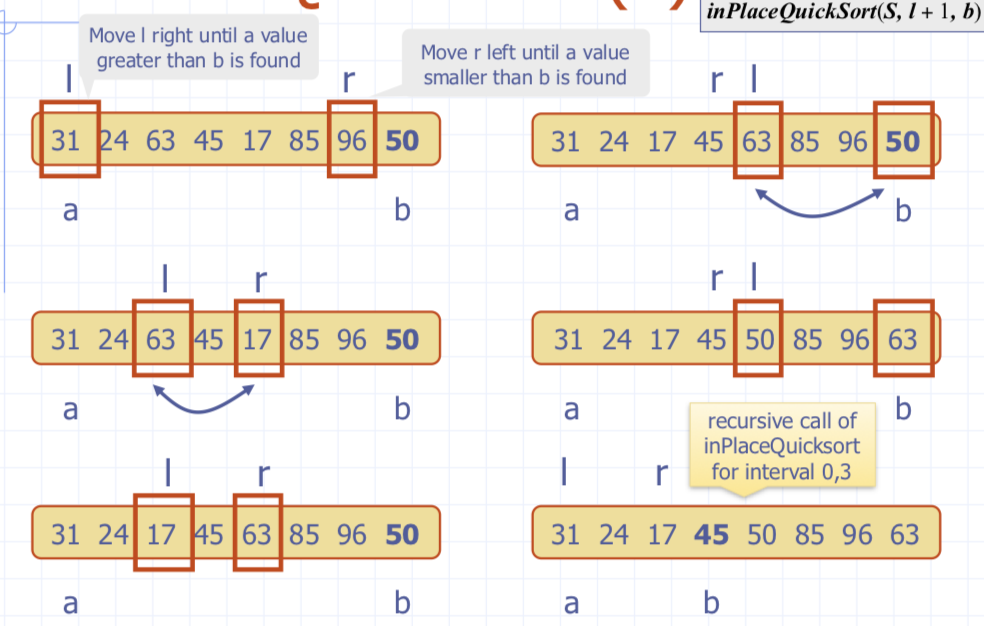 inPlaceQuickSort(S, l + 1, b)
Move l right until a value
greater than b is found
Move r left until a value
smaller than b is found
l r
31 24 63 45 17 85 96 50
a b
l r
31 24 63 45 17 85 96 50
a b
l r
31 24 17 45 63 85 96 50
a b
r l
31 24 17 45 63 85 96 50
a b
r l
31 24 17 45 50 85 96 63
a b
recursive call of
inPlaceQuicksort
for interval 0,3
l r
31 24 17 45 50 85 96 63
a b